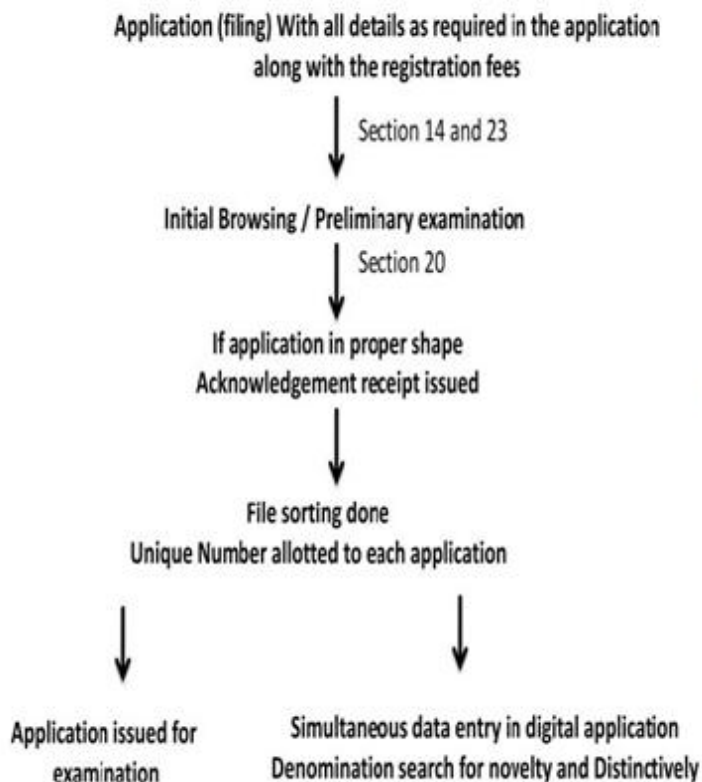 Application (filing) With all details as required in the application
along with the registration fees
Section 14 and 23
Initial Browsing / Preliminary examination
Section 20
If application in proper shape
Acknowledgement receipt issued
File sorting done
Unique Number allotted to each application
Application issued for
examination
Simultaneous data entry in digital application
Denomination search for novelty and Distinctively